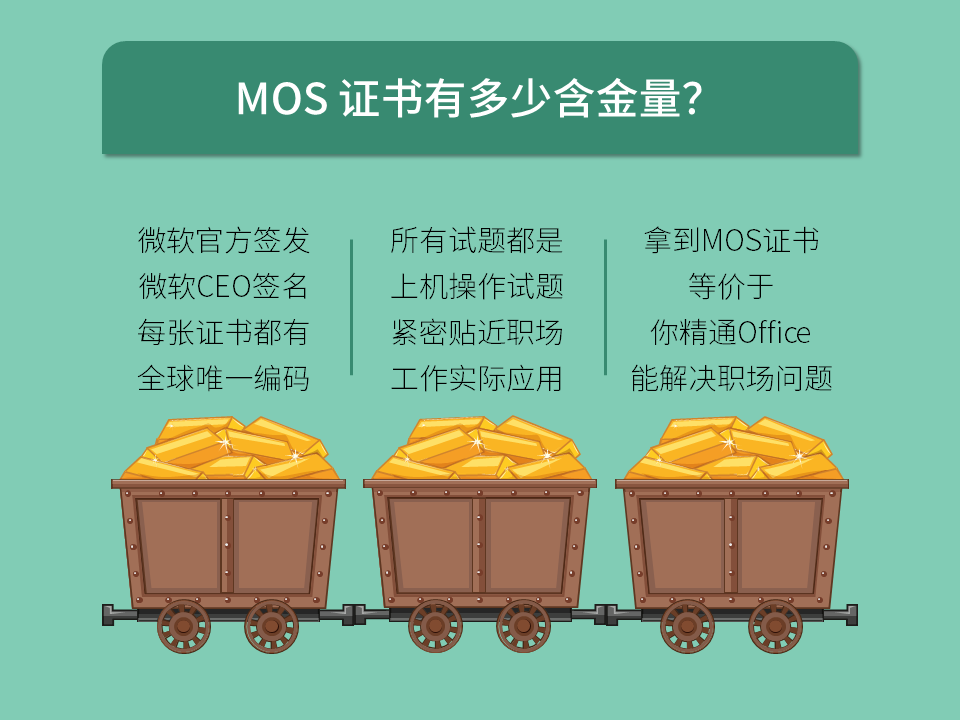 MOS 证书有多少含金量?
微软官方签发
微软CEO签名
每张证书都有
全球唯一编码
所有试题都是
上机操作试题
紧密贴近职场
工作实际应用
拿到MOS证书
等价于
你精通Office
能解决职场问题